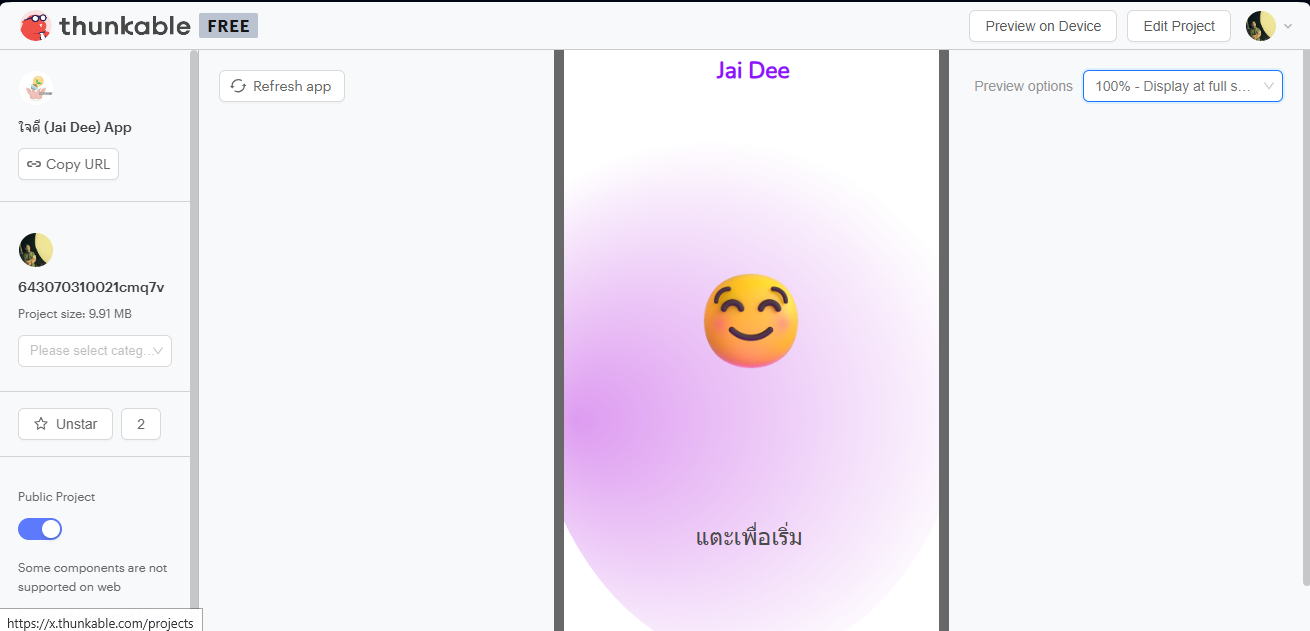 thunkable FREE
Preview on Device
Edit Project
ใจดี (Jai Dee) App
Copy URL
643070310021cmq7v
Project size: 9.91 MB
Please select categ...
Unstar
2
Public Project
Some components are not
supported on web
https://x.thunkable.com/projects
Refresh app
Jai Dee
แตะเพื่อเริ่ม
Preview options
100% - Display at full s...